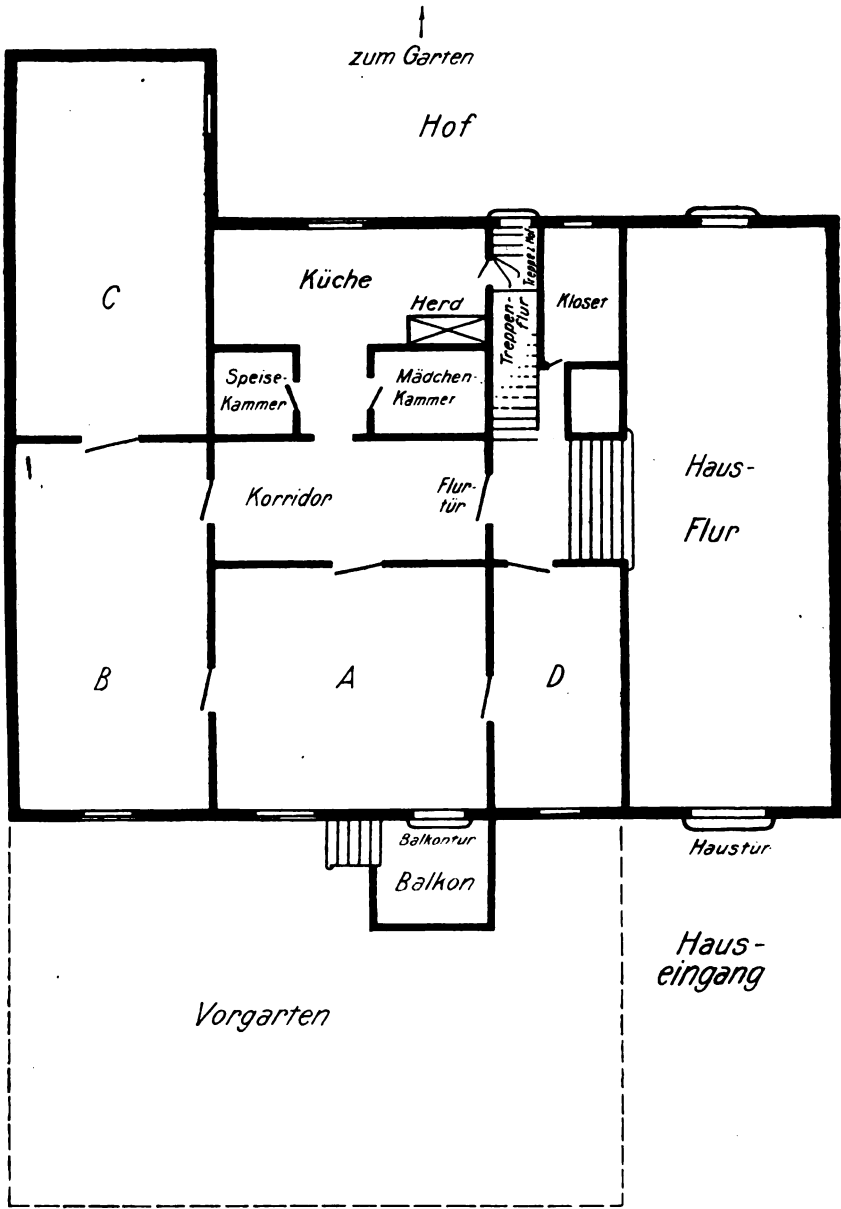 zum Garten
Hof
Küche
Herd
Treppen-
flur
Kloset
C
Speise-
Kammer
Mädchen-
Kammer
Korridor
Flur-
tür
Haus-
Flur
B
A
D
Balkontür
Balkon
Haustür
Haus-
eingang
Vorgarten